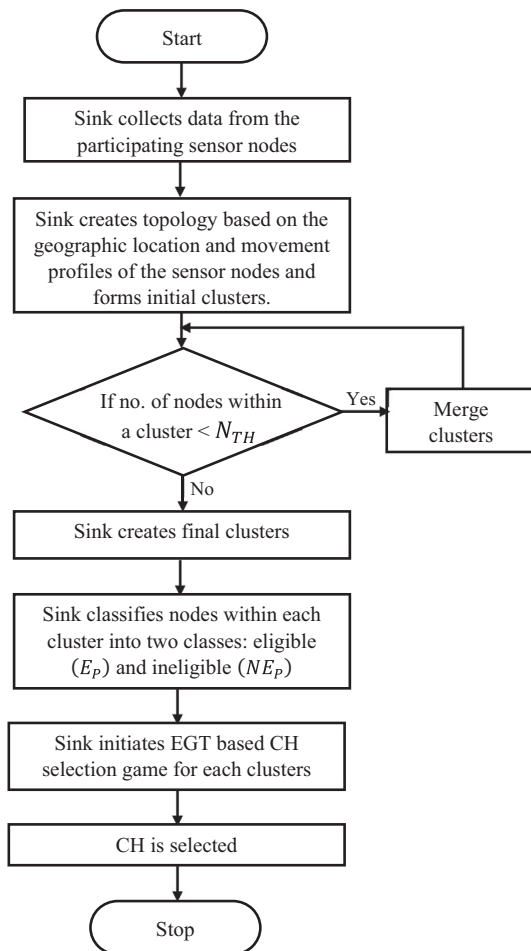 Start
Sink collects data from the
participating sensor nodes
Sink creates topology based on the
geographic location and movement
profiles of the sensor nodes and
forms initial clusters.
If no. of nodes within
a cluster < N_{TH}
Yes
Merge
clusters
No
Sink creates final clusters
Sink classifies nodes within each
cluster into two classes: eligible
(E_P) and ineligible (NE_P)
Sink initiates EGT based CH
selection game for each clusters
CH is selected
Stop